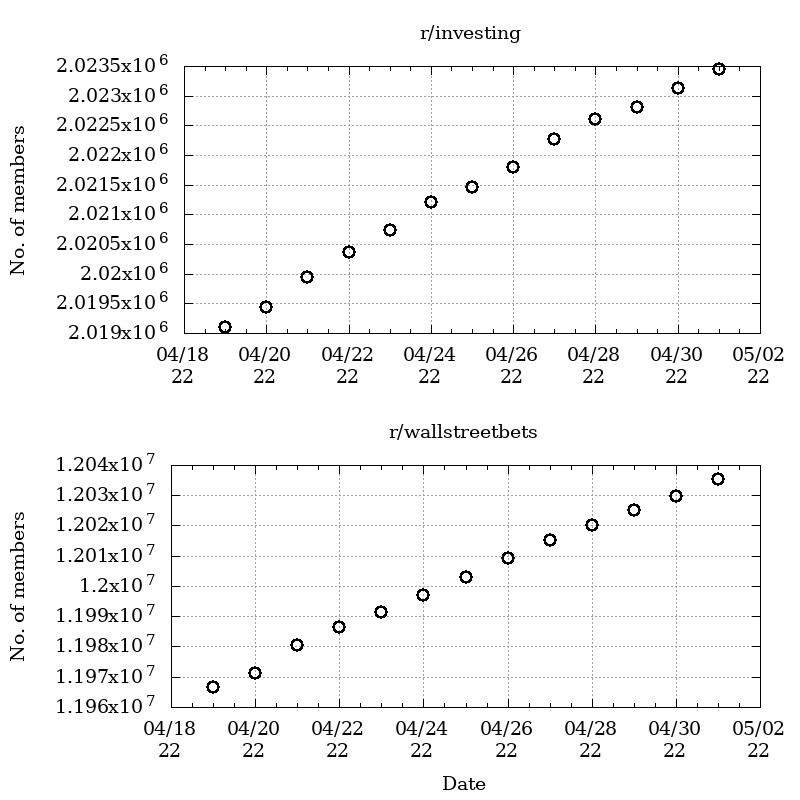 r/investing
No. of members
2.0235x10^6
2.023x10^6
2.0225x10^6
2.022x10^6
2.0215x10^6
2.021x10^6
2.0205x10^6
2.02x10^6
2.0195x10^6
2.019x10^6
04/18 04/20 04/22 04/24 04/26 04/28 04/30 05/02
22 22 22 22 22 22 22 22
r/wallstreetbets
No. of members
1.204x10^7
1.203x10^7
1.202x10^7
1.201x10^7
1.2x10^7
1.199x10^7
1.198x10^7
1.197x10^7
1.196x10^7
04/18 04/20 04/22 04/24 04/26 04/28 04/30 05/02
22 22 22 22 22 22 22 22
Date